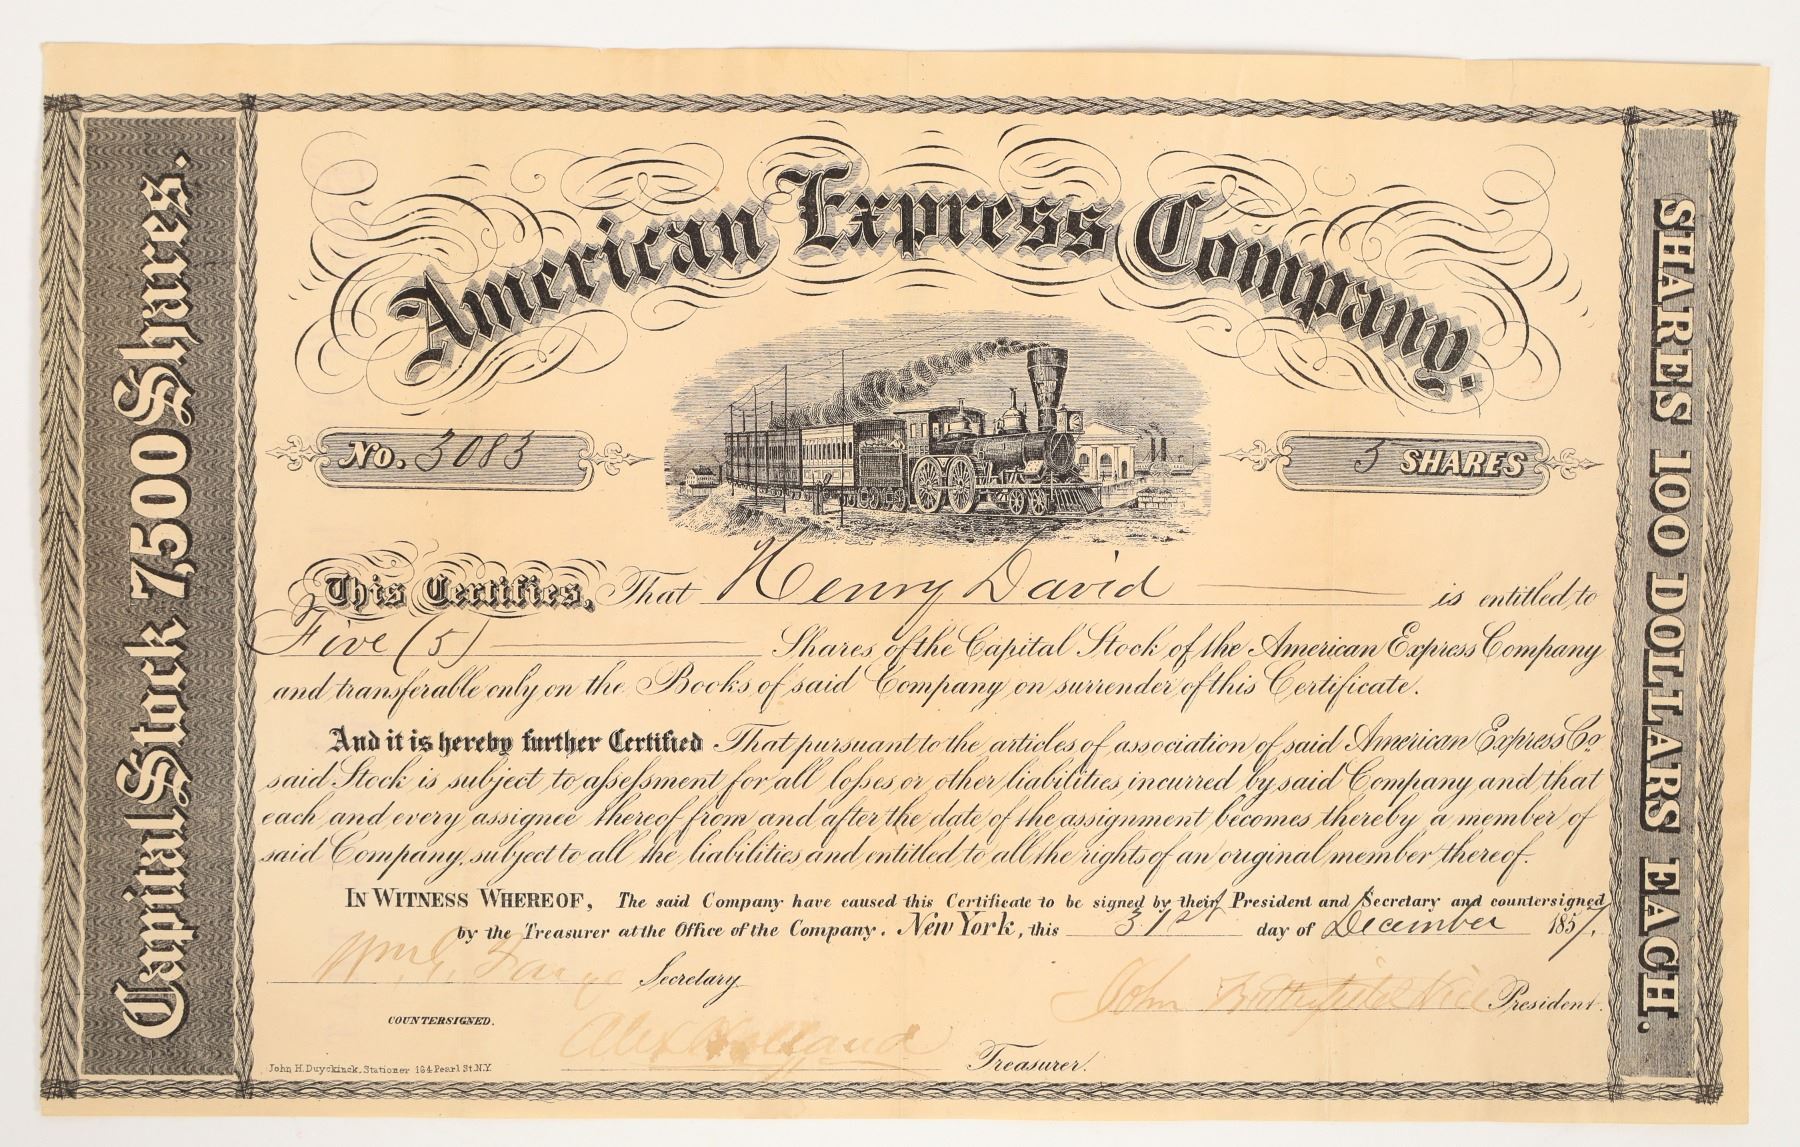 Capital Stock 7,500 Shares.
American Express Company.
No. 3083
5 SHARES
This Certifies, That Henry David is entitled to
Five (5) Shares of the Capital Stock of the American Express Company
and transferable only on the Books of said Company on surrender of this Certificate.
And it is hereby further Certified That pursuant to the articles of association of said American Express Co
said Stock is subject to assessment for all losses or other liabilities incurred by said Company and that
each and every assignee thereof from and after the date of the assignment becomes thereby a member of
said Company, subject to all the liabilities and entitled to all the rights of an original member thereof.
IN WITNESS WHEREOF, The said Company have caused this Certificate to be signed by their President and Secretary and countersigned
by the Treasurer at the Office of the Company. New York, this 31st day of December 1857.
Wm. G. Fargo Secretary
John Butterfield Vice President.
COUNTERSIGNED.
Alex Holland Treasurer.
John H. Duyckinck, Stationer 164 Pearl St. N.Y.
SHARES 100 DOLLARS EACH.